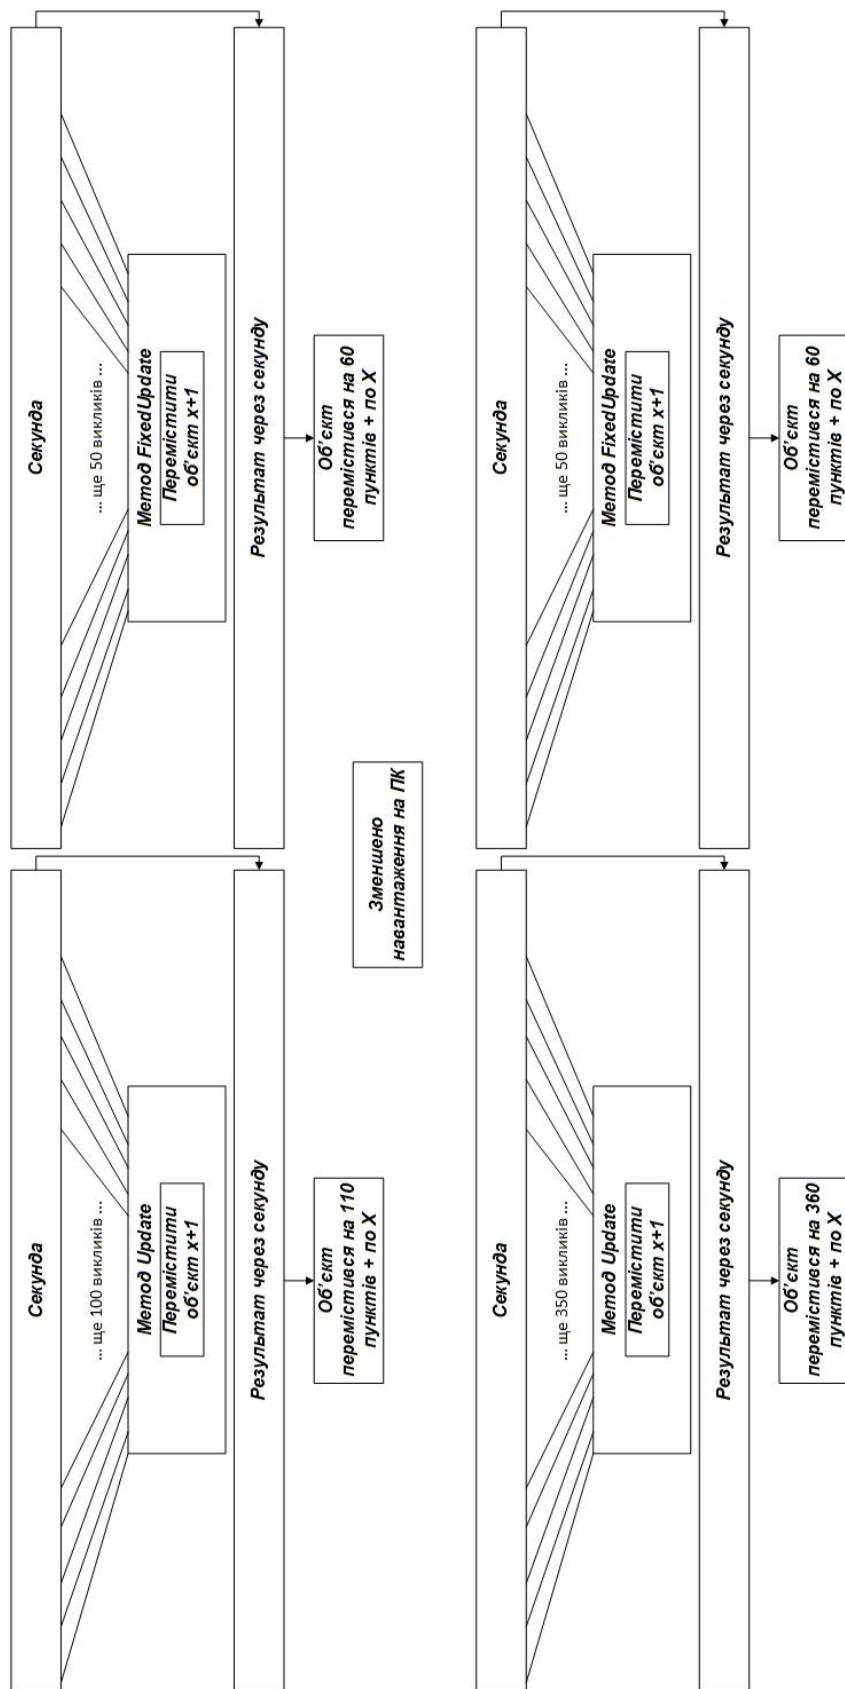 Секунда
... ще 100 викликів ...
Метод Update
Перемістити
об'єкт x+1
Результат через секунду
Об'єкт
перемістився на 110
пунктів + по X
Секунда
... ще 50 викликів ...
Метод FixedUpdate
Перемістити
об'єкт x+1
Результат через секунду
Об'єкт
перемістився на 60
пунктів + по X
Зменшено
навантаження на ПК
Секунда
... ще 350 викликів ...
Метод Update
Перемістити
об'єкт x+1
Результат через секунду
Об'єкт
перемістився на 360
пунктів + по X
Секунда
... ще 50 викликів ...
Метод FixedUpdate
Перемістити
об'єкт x+1
Результат через секунду
Об'єкт
перемістився на 60
пунктів + по X